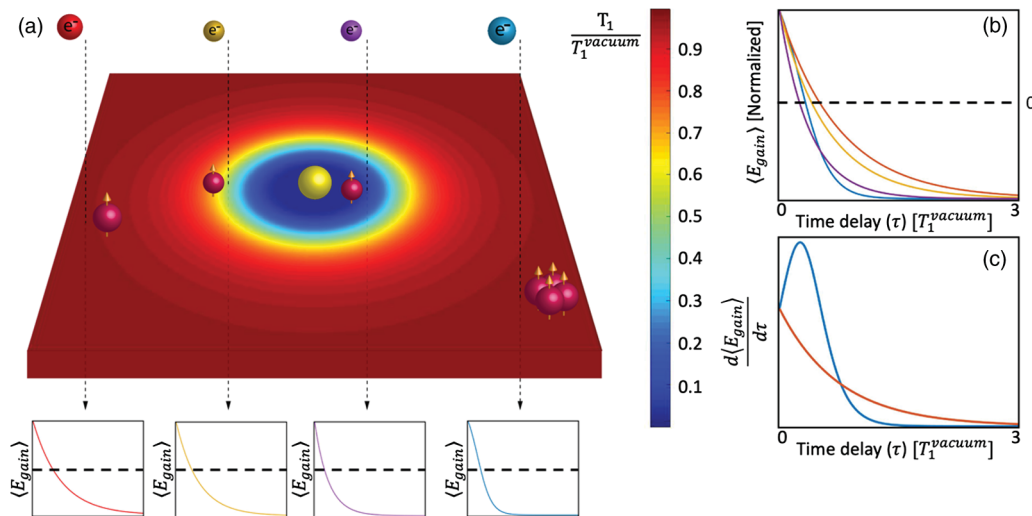 (a)
e⁻
e⁻
e⁻
e⁻
T₁
T₁^vacuum
0.9
0.8
0.7
0.6
0.5
0.4
0.3
0.2
0.1
⟨E_gain⟩
⟨E_gain⟩
⟨E_gain⟩
⟨E_gain⟩
(b)
⟨E_gain⟩ [Normalized]
0
0
3
Time delay (τ) [T₁^vacuum]
(c)
d⟨E_gain⟩
dτ
0
3
Time delay (τ) [T₁^vacuum]